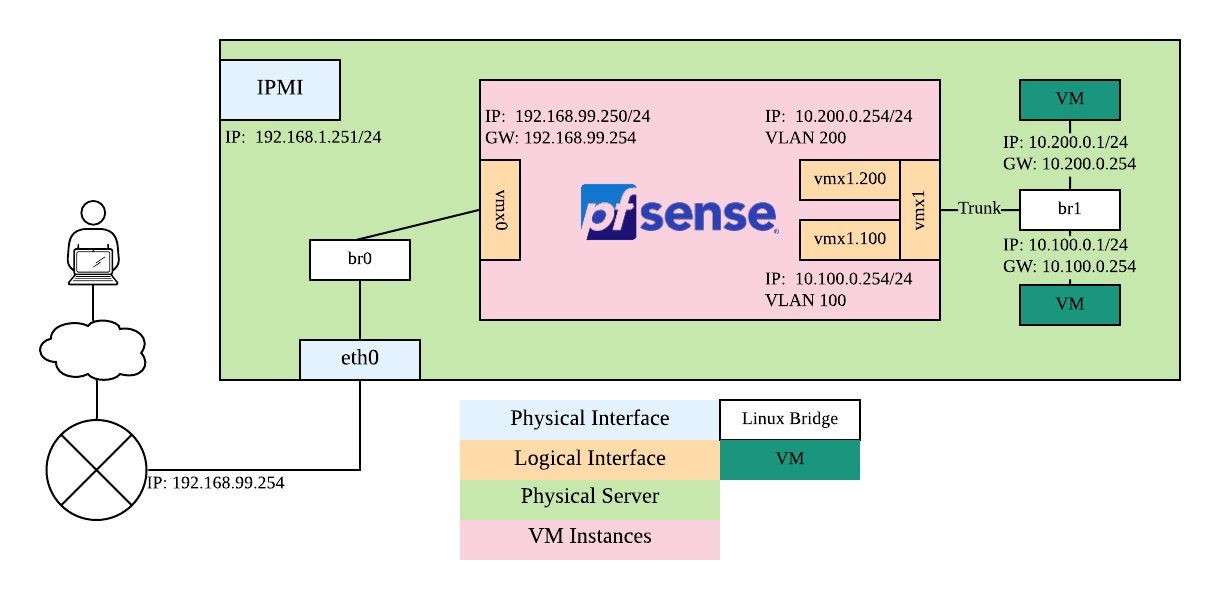 IPMI
IP: 192.168.1.251/24
IP: 192.168.99.250/24
GW: 192.168.99.254
vmx0
pfsense
IP: 10.200.0.254/24
VLAN 200
vmx1.200
vmx1.100
vmx1
IP: 10.100.0.254/24
VLAN 100
Trunk
VM
IP: 10.200.0.1/24
GW: 10.200.0.254
br1
IP: 10.100.0.1/24
GW: 10.100.0.254
VM
br0
eth0
IP: 192.168.99.254
Physical Interface
Linux Bridge
Logical Interface
VM
Physical Server
VM Instances